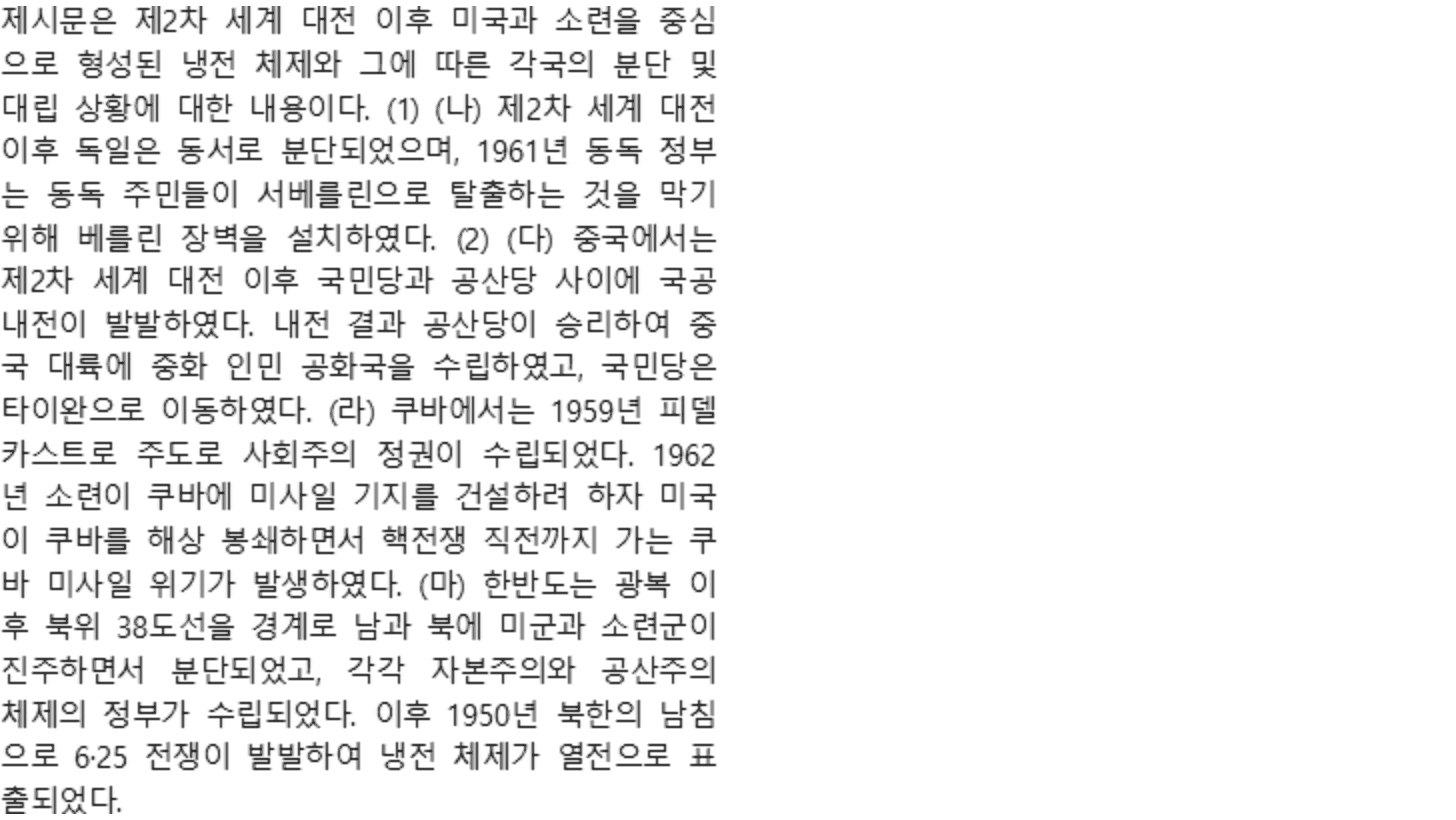 제시문은 제2차 세계 대전 이후 미국과 소련을 중심
으로 형성된 냉전 체제와 그에 따른 각국의 분단 및
대립 상황에 대한 내용이다. (1) (나) 제2차 세계 대전
이후 독일은 동서로 분단되었으며, 1961년 동독 정부
는 동독 주민들이 서베를린으로 탈출하는 것을 막기
위해 베를린 장벽을 설치하였다. (2) (다) 중국에서는
제2차 세계 대전 이후 국민당과 공산당 사이에 국공
내전이 발발하였다. 내전 결과 공산당이 승리하여 중
국 대륙에 중화 인민 공화국을 수립하였고, 국민당은
타이완으로 이동하였다. (라) 쿠바에서는 1959년 피델
카스트로 주도로 사회주의 정권이 수립되었다. 1962
년 소련이 쿠바에 미사일 기지를 건설하려 하자 미국
이 쿠바를 해상 봉쇄하면서 핵전쟁 직전까지 가는 쿠
바 미사일 위기가 발생하였다. (마) 한반도는 광복 이
후 북위 38도선을 경계로 남과 북에 미군과 소련군이
진주하면서 분단되었고, 각각 자본주의와 공산주의
체제의 정부가 수립되었다. 이후 1950년 북한의 남침
으로 6·25 전쟁이 발발하여 냉전 체제가 열전으로 표
출되었다.